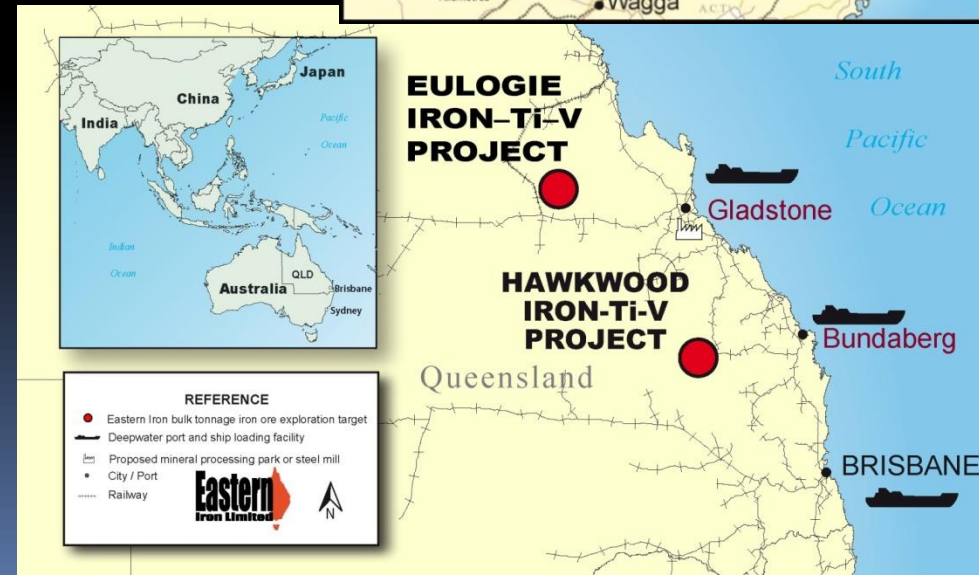 Wagga
A.C.T.
EULOGIE
IRON–Ti–V
PROJECT
South
Pacific
Ocean
Gladstone
HAWKWOOD
IRON-Ti-V
PROJECT
Bundaberg
Queensland
BRISBANE
Japan
China
India
Pacific
Ocean
Indian
Ocean
QLD
Australia
Brisbane
Sydney
REFERENCE
Eastern Iron bulk tonnage iron ore exploration target
Deepwater port and ship loading facility
Proposed mineral processing park or steel mill
City / Port
Railway
Eastern
Iron Limited
N